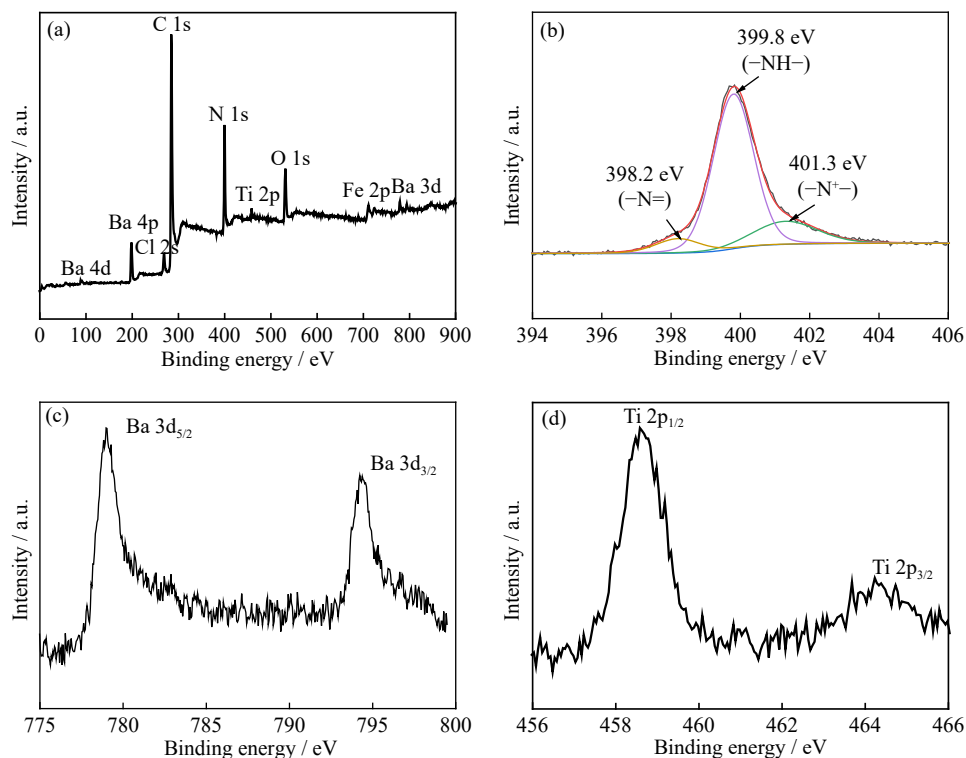 (a)
C 1s
N 1s
O 1s
Ti 2p
Fe 2p
Ba 3d
Ba 4p
Cl 2s
Ba 4d
Intensity / a.u.
0 100 200 300 400 500 600 700 800 900
Binding energy / eV
(b)
399.8 eV
(−NH−)
398.2 eV
(−N=)
401.3 eV
(−N⁺−)
Intensity / a.u.
394 396 398 400 402 404 406
Binding energy / eV
(c)
Ba 3d₅/₂
Ba 3d₃/₂
Intensity / a.u.
775 780 785 790 795 800
Binding energy / eV
(d)
Ti 2p₁/₂
Ti 2p₃/₂
Intensity / a.u.
456 458 460 462 464 466
Binding energy / eV